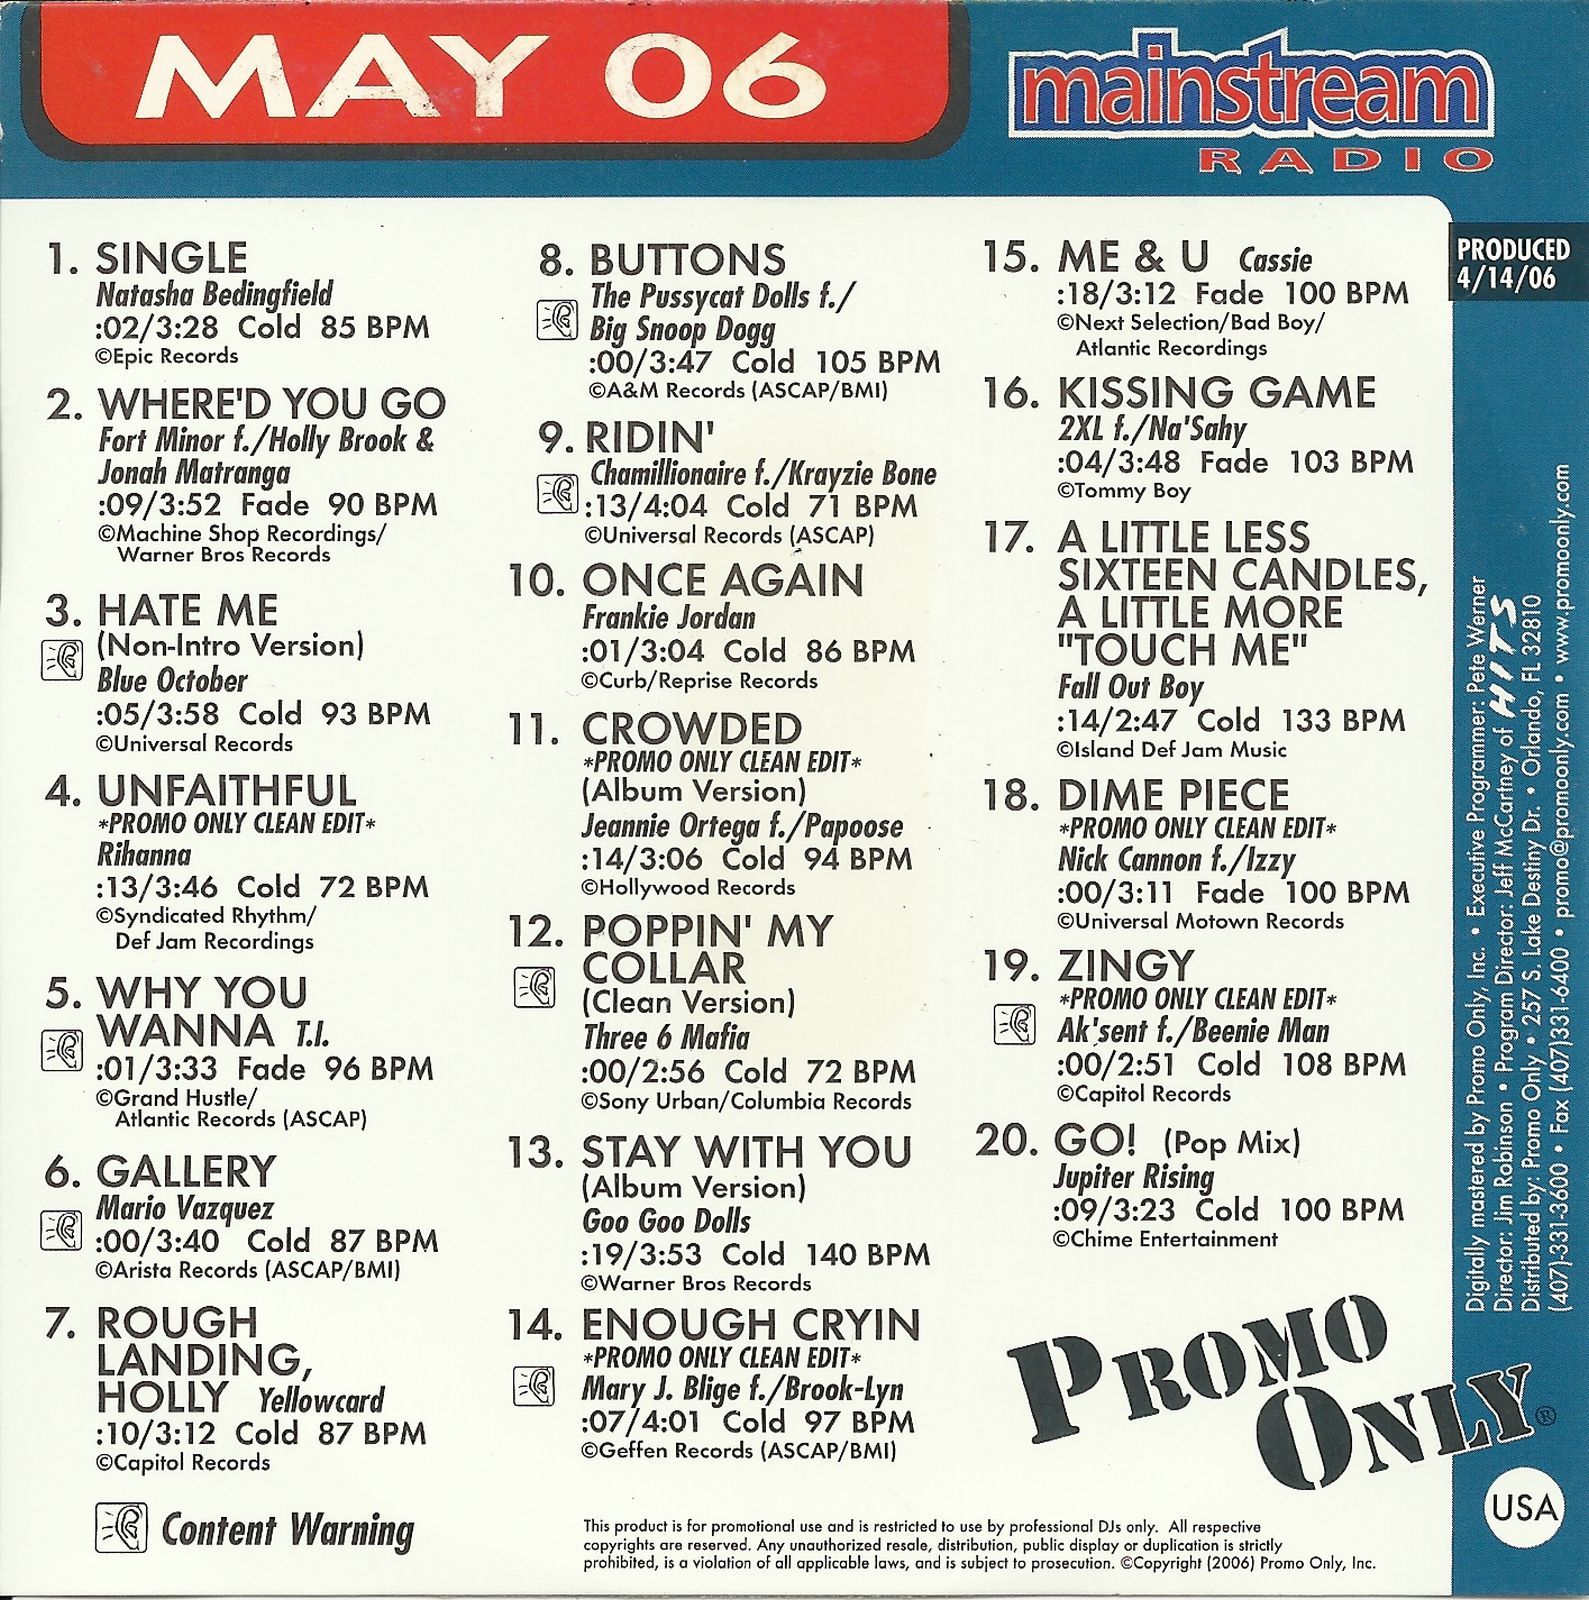 MAY 06
mainstream
RADIO
1. SINGLE
Natasha Bedingfield
:02/3:28 Cold 85 BPM
©Epic Records
2. WHERE'D YOU GO
Fort Minor f./Holly Brook &
Jonah Matranga
:09/3:52 Fade 90 BPM
©Machine Shop Recordings/
Warner Bros Records
3. HATE ME
(Non-Intro Version)
Blue October
:05/3:58 Cold 93 BPM
©Universal Records
4. UNFAITHFUL
*PROMO ONLY CLEAN EDIT*
Rihanna
:13/3:46 Cold 72 BPM
©Syndicated Rhythm/
Def Jam Recordings
5. WHY YOU
WANNA T.I.
:01/3:33 Fade 96 BPM
©Grand Hustle/
Atlantic Records (ASCAP)
6. GALLERY
Mario Vazquez
:00/3:40 Cold 87 BPM
©Arista Records (ASCAP/BMI)
7. ROUGH
LANDING,
HOLLY Yellowcard
:10/3:12 Cold 87 BPM
©Capitol Records
Content Warning
8. BUTTONS
The Pussycat Dolls f./
Big Snoop Dogg
:00/3:47 Cold 105 BPM
©A&M Records (ASCAP/BMI)
9. RIDIN'
Chamillionaire f./Krayzie Bone
:13/4:04 Cold 71 BPM
©Universal Records (ASCAP)
10. ONCE AGAIN
Frankie Jordan
:01/3:04 Cold 86 BPM
©Curb/Reprise Records
11. CROWDED
*PROMO ONLY CLEAN EDIT*
(Album Version)
Jeannie Ortega f./Papoose
:14/3:06 Cold 94 BPM
©Hollywood Records
12. POPPIN' MY
COLLAR
(Clean Version)
Three 6 Mafia
:00/2:56 Cold 72 BPM
©Sony Urban/Columbia Records
13. STAY WITH YOU
(Album Version)
Goo Goo Dolls
:19/3:53 Cold 140 BPM
©Warner Bros Records
14. ENOUGH CRYIN
*PROMO ONLY CLEAN EDIT*
Mary J. Blige f./Brook-Lyn
:07/4:01 Cold 97 BPM
©Geffen Records (ASCAP/BMI)
15. ME & U Cassie
:18/3:12 Fade 100 BPM
©Next Selection/Bad Boy/
Atlantic Recordings
16. KISSING GAME
2XL f./Na'Sahy
:04/3:48 Fade 103 BPM
©Tommy Boy
17. A LITTLE LESS
SIXTEEN CANDLES,
A LITTLE MORE
"TOUCH ME"
Fall Out Boy
:14/2:47 Cold 133 BPM
©Island Def Jam Music
18. DIME PIECE
*PROMO ONLY CLEAN EDIT*
Nick Cannon f./Izzy
:00/3:11 Fade 100 BPM
©Universal Motown Records
19. ZINGY
*PROMO ONLY CLEAN EDIT*
Ak'sent f./Beenie Man
:00/2:51 Cold 108 BPM
©Capitol Records
20. GO! (Pop Mix)
Jupiter Rising
:09/3:23 Cold 100 BPM
©Chime Entertainment
PROMO
ONLY®
This product is for promotional use and is restricted to use by professional DJs only. All respective
copyrights are reserved. Any unauthorized resale, distribution, public display or duplication is strictly
prohibited, is a violation of all applicable laws, and is subject to prosecution. ©Copyright (2006) Promo Only, Inc.
PRODUCED
4/14/06
Digitally mastered by Promo Only, Inc. • Executive Programmer: Pete Werner
Director: Jim Robinson • Program Director: Jeff McCartney of HITS
Distributed by: Promo Only • 257 S. Lake Destiny Dr. • Orlando, FL 32810
(407)-331-3600 • Fax (407)331-6400 • promo@promoonly.com • www.promoonly.com
USA